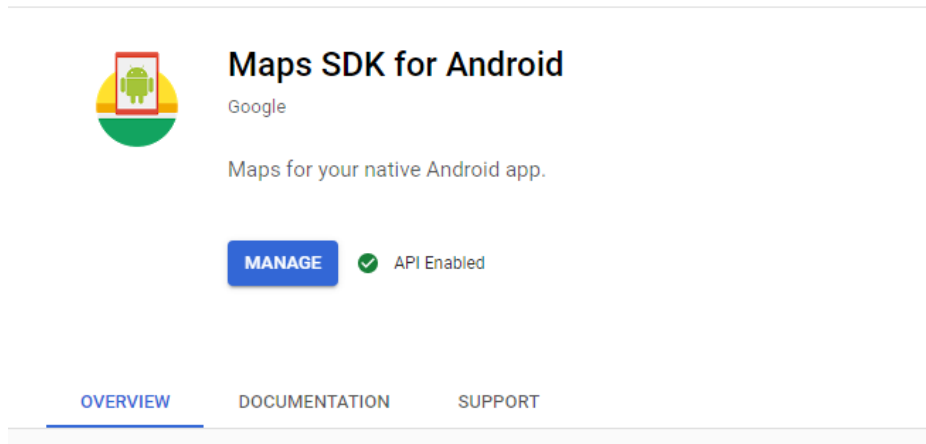 Maps SDK for Android
Google
Maps for your native Android app.
MANAGE API Enabled
OVERVIEW DOCUMENTATION SUPPORT